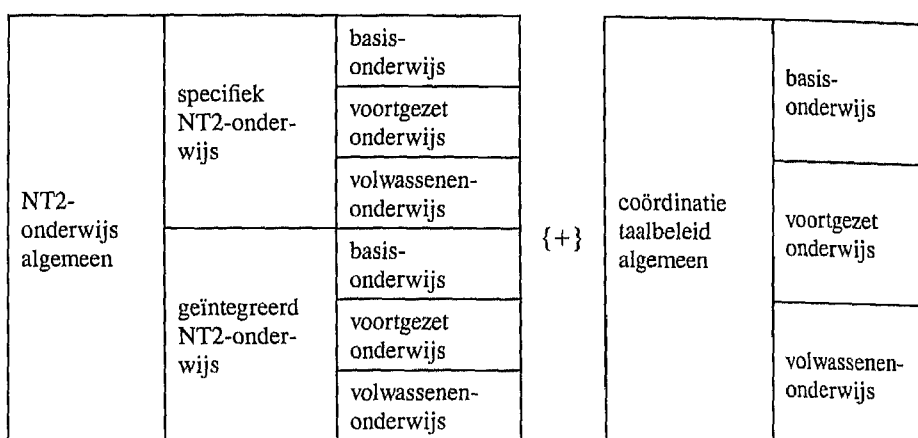 NT2-
onderwijs
algemeen
specifiek
NT2-onder-
wijs
basis-
onderwijs
voortgezet
onderwijs
volwassenen-
onderwijs
geïntegreerd
NT2-onder-
wijs
basis-
onderwijs
voortgezet
onderwijs
volwassenen-
onderwijs
{+}
coördinatie
taalbeleid
algemeen
basis-
onderwijs
voortgezet
onderwijs
volwassenen-
onderwijs